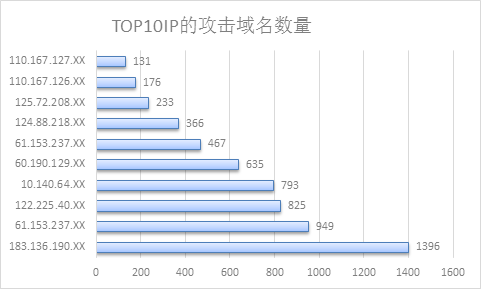 TOP10IP的攻击域名数量
110.167.127.XX 131
110.167.126.XX 176
125.72.208.XX 233
124.88.218.XX 366
61.153.237.XX 467
60.190.129.XX 635
10.140.64.XX 793
122.225.40.XX 825
61.153.237.XX 949
183.136.190.XX 1396
0 200 400 600 800 1000 1200 1400 1600